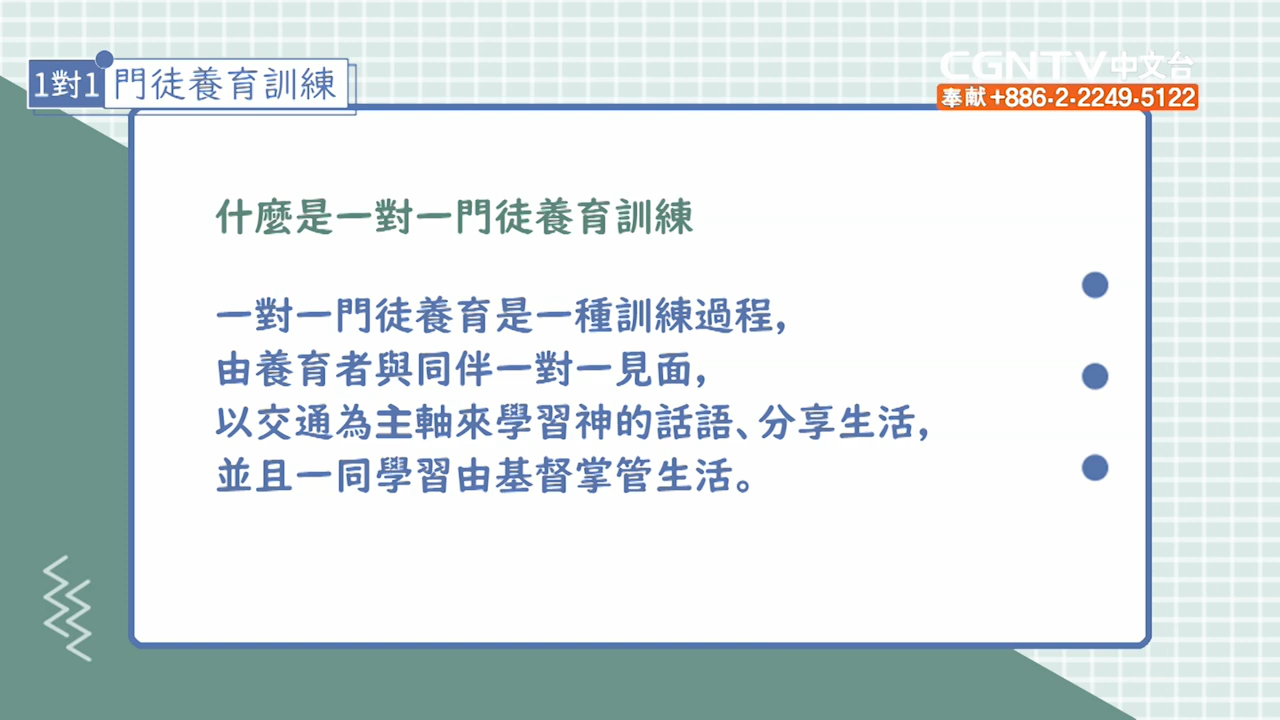 1對1 門徒養育訓練
CGNTV中文台
奉献 +886-2-2249-5122
什麼是一對一門徒養育訓練
一對一門徒養育是一種訓練過程,
由養育者與同伴一對一見面,
以交通為主軸來學習神的話語、分享生活,
並且一同學習由基督掌管生活。